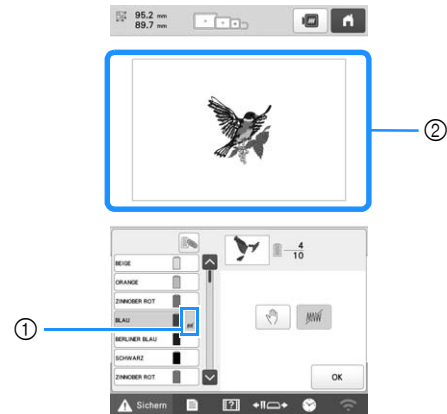 95.2 mm
89.7 mm
②
BEIGE
ORANGE
ZINNOBER ROT
BLAU
BERLINER BLAU
SCHWARZ
ZINNOBER ROT
4
10
①
OK
Sichern
[?]